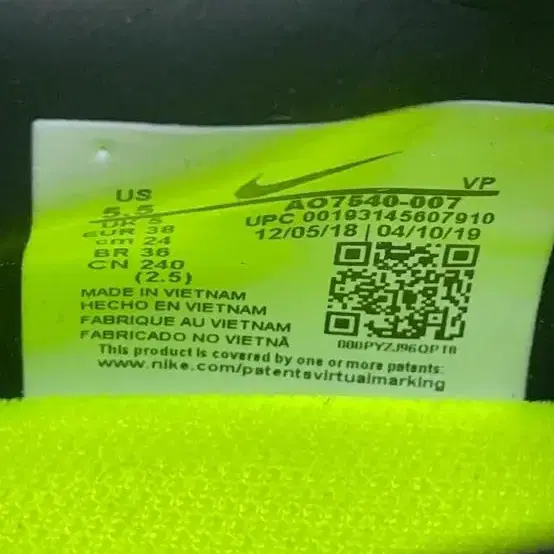 US
5.5
UK 5
EUR 38
cm 24
BR 36
CN 240
(2.5)
VP
AO7540-007
UPC 00193145607910
12/05/18 | 04/10/19
MADE IN VIETNAM
HECHO EN VIETNAM
FABRIQUE AU VIETNAM
FABRICADO NO VIETNÃ
This product is covered by one or more patents:
www.nike.com/patentsvirtualmarking